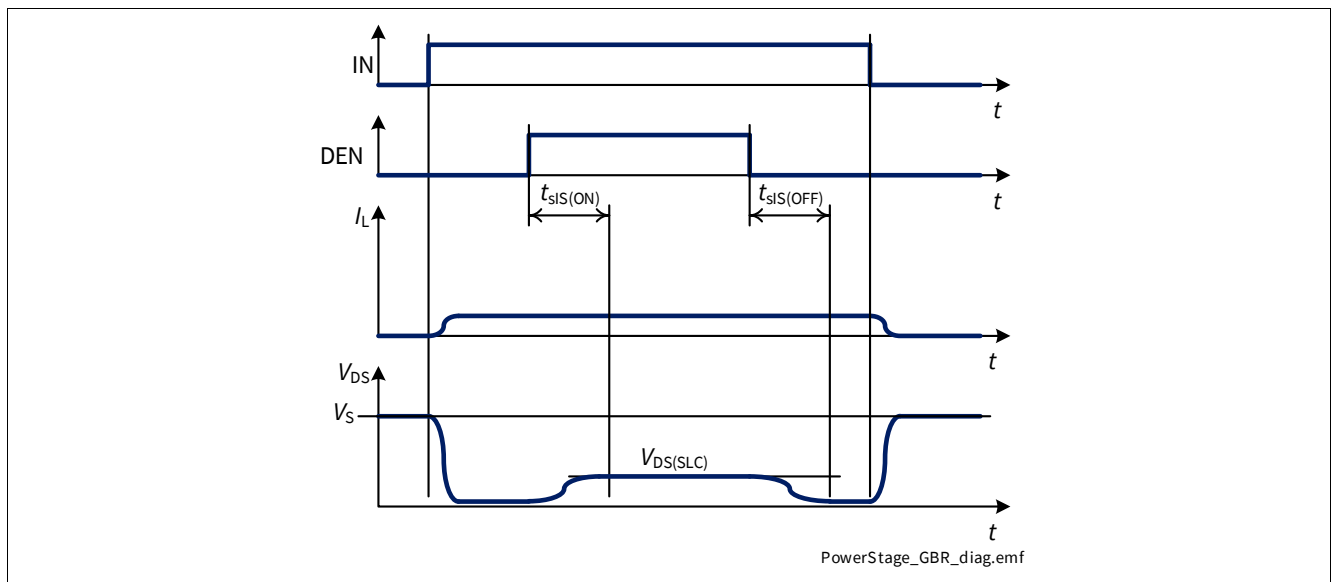 IN
t
DEN
t
tsIS(ON)
tsIS(OFF)
IL
t
VDS
VS
VDS(SLC)
t
PowerStage_GBR_diag.emf